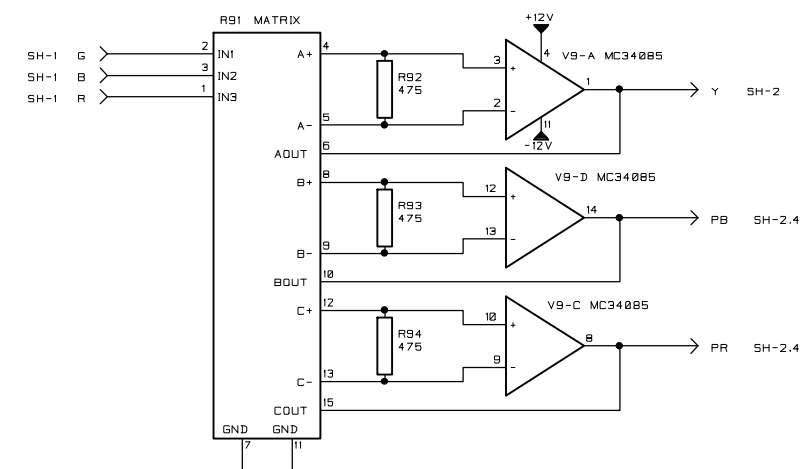 R91 MATRIX
+12V
SH-1 G
2
IN1
A+
4
3
+
4
V9-A MC34085
SH-1 B
3
IN2
R92
475
1
Y SH-2
SH-1 R
1
IN3
2
-
A-
5
11
-12V
AOUT
6
B+
8
V9-D MC34085
12
+
R93
475
14
PB SH-2.4
13
-
B-
9
BOUT
10
C+
12
V9-C MC34085
10
+
R94
475
8
PR SH-2.4
9
-
C-
13
COUT
15
GND GND
7
11